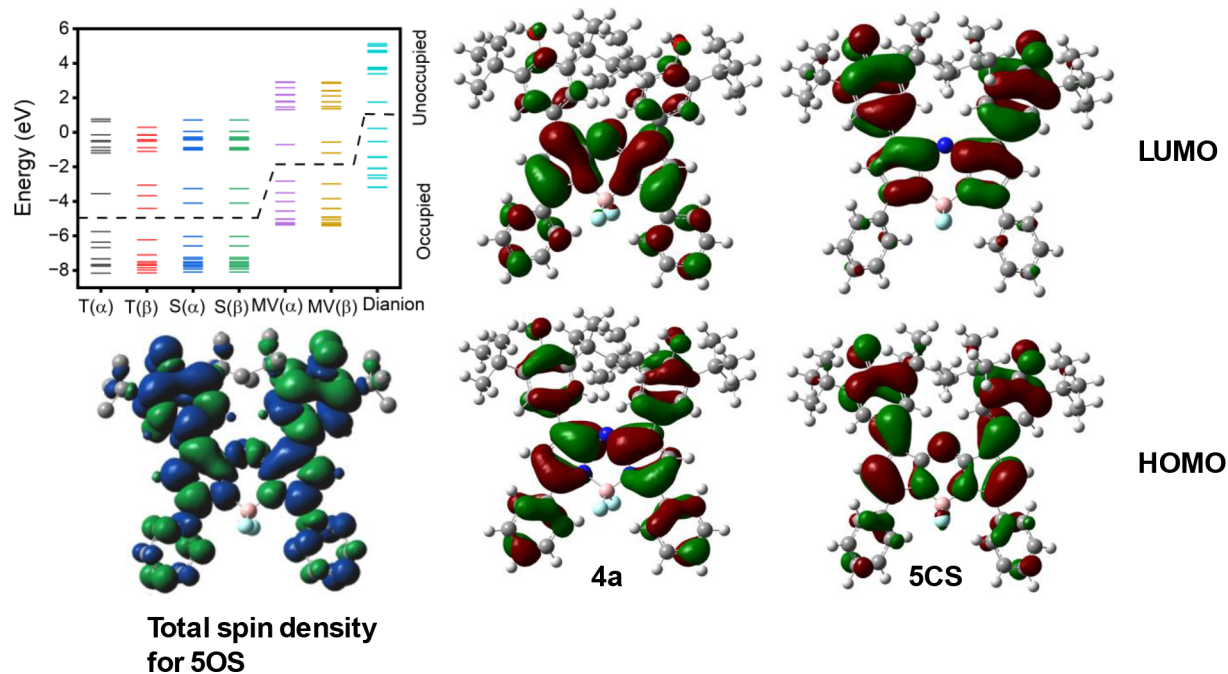 6
4
2
0
−2
−4
−6
−8
Energy (eV)
Unoccupied
Occupied
T(α)
T(β)
S(α)
S(β)
MV(α)
MV(β)
Dianion
LUMO
HOMO
4a
5CS
Total spin density
for 5OS